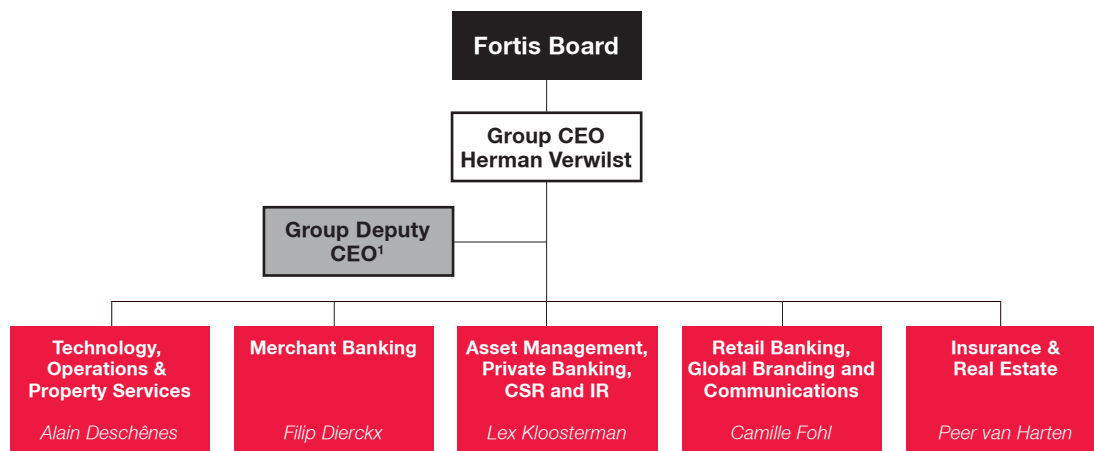 Fortis Board
Group CEO
Herman Verwilst
Group Deputy
CEO¹
Technology,
Operations &
Property Services
Alain Deschênes
Merchant Banking
Filip Dierckx
Asset Management,
Private Banking,
CSR and IR
Lex Kloosterman
Retail Banking,
Global Branding and
Communications
Camille Fohl
Insurance &
Real Estate
Peer van Harten